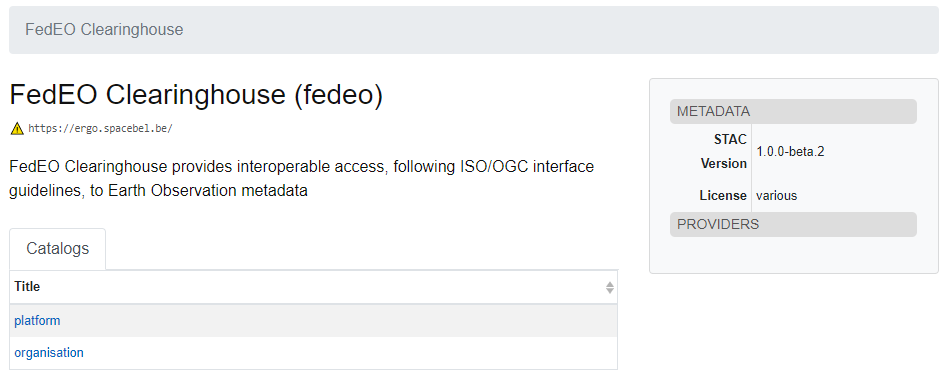 FedEO Clearinghouse
FedEO Clearinghouse (fedeo)
https://ergo.spacebel.be/
FedEO Clearinghouse provides interoperable access, following ISO/OGC interface
guidelines, to Earth Observation metadata
Catalogs
Title
platform
organisation
METADATA
STAC
Version
1.0.0-beta.2
License various
PROVIDERS